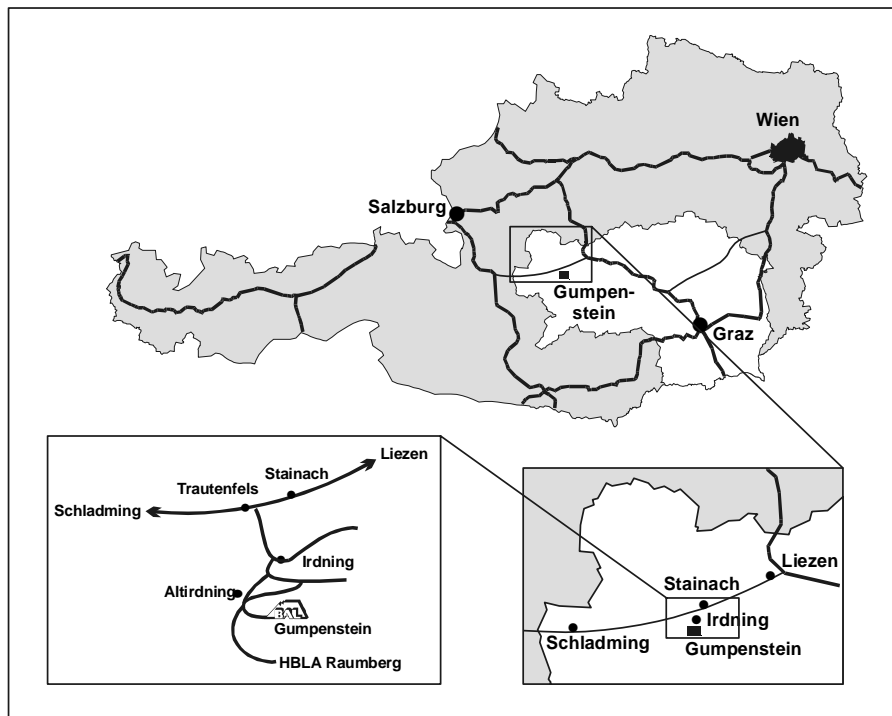 Wien
Salzburg
Gumpen-
stein
Graz
Liezen
Stainach
Trautenfels
Schladming
Irdning
Altirdning
BAL
Gumpenstein
HBLA Raumberg
Liezen
Stainach
Irdning
Schladming
Gumpenstein